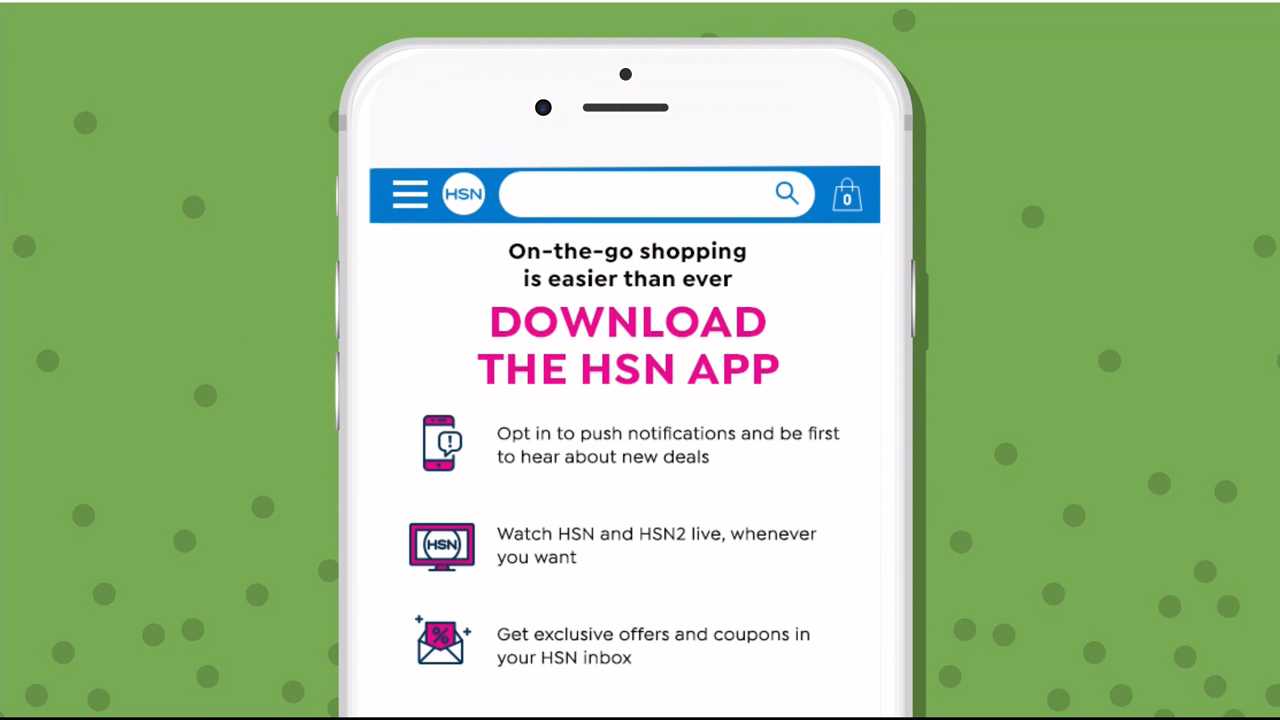 HSN
0
On-the-go shopping
is easier than ever
DOWNLOAD
THE HSN APP
Opt in to push notifications and be first
to hear about new deals
HSN
Watch HSN and HSN2 live, whenever
you want
%
Get exclusive offers and coupons in
your HSN inbox